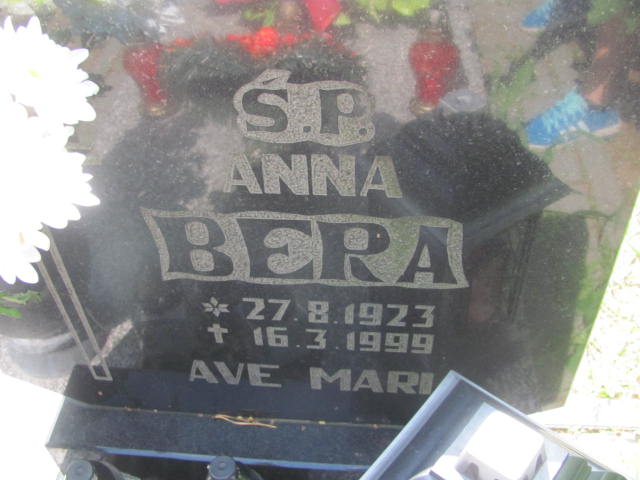 Ś.P.
ANNA
BERA
* 27.8.1923
✝ 16.3.1999
AVE MARI